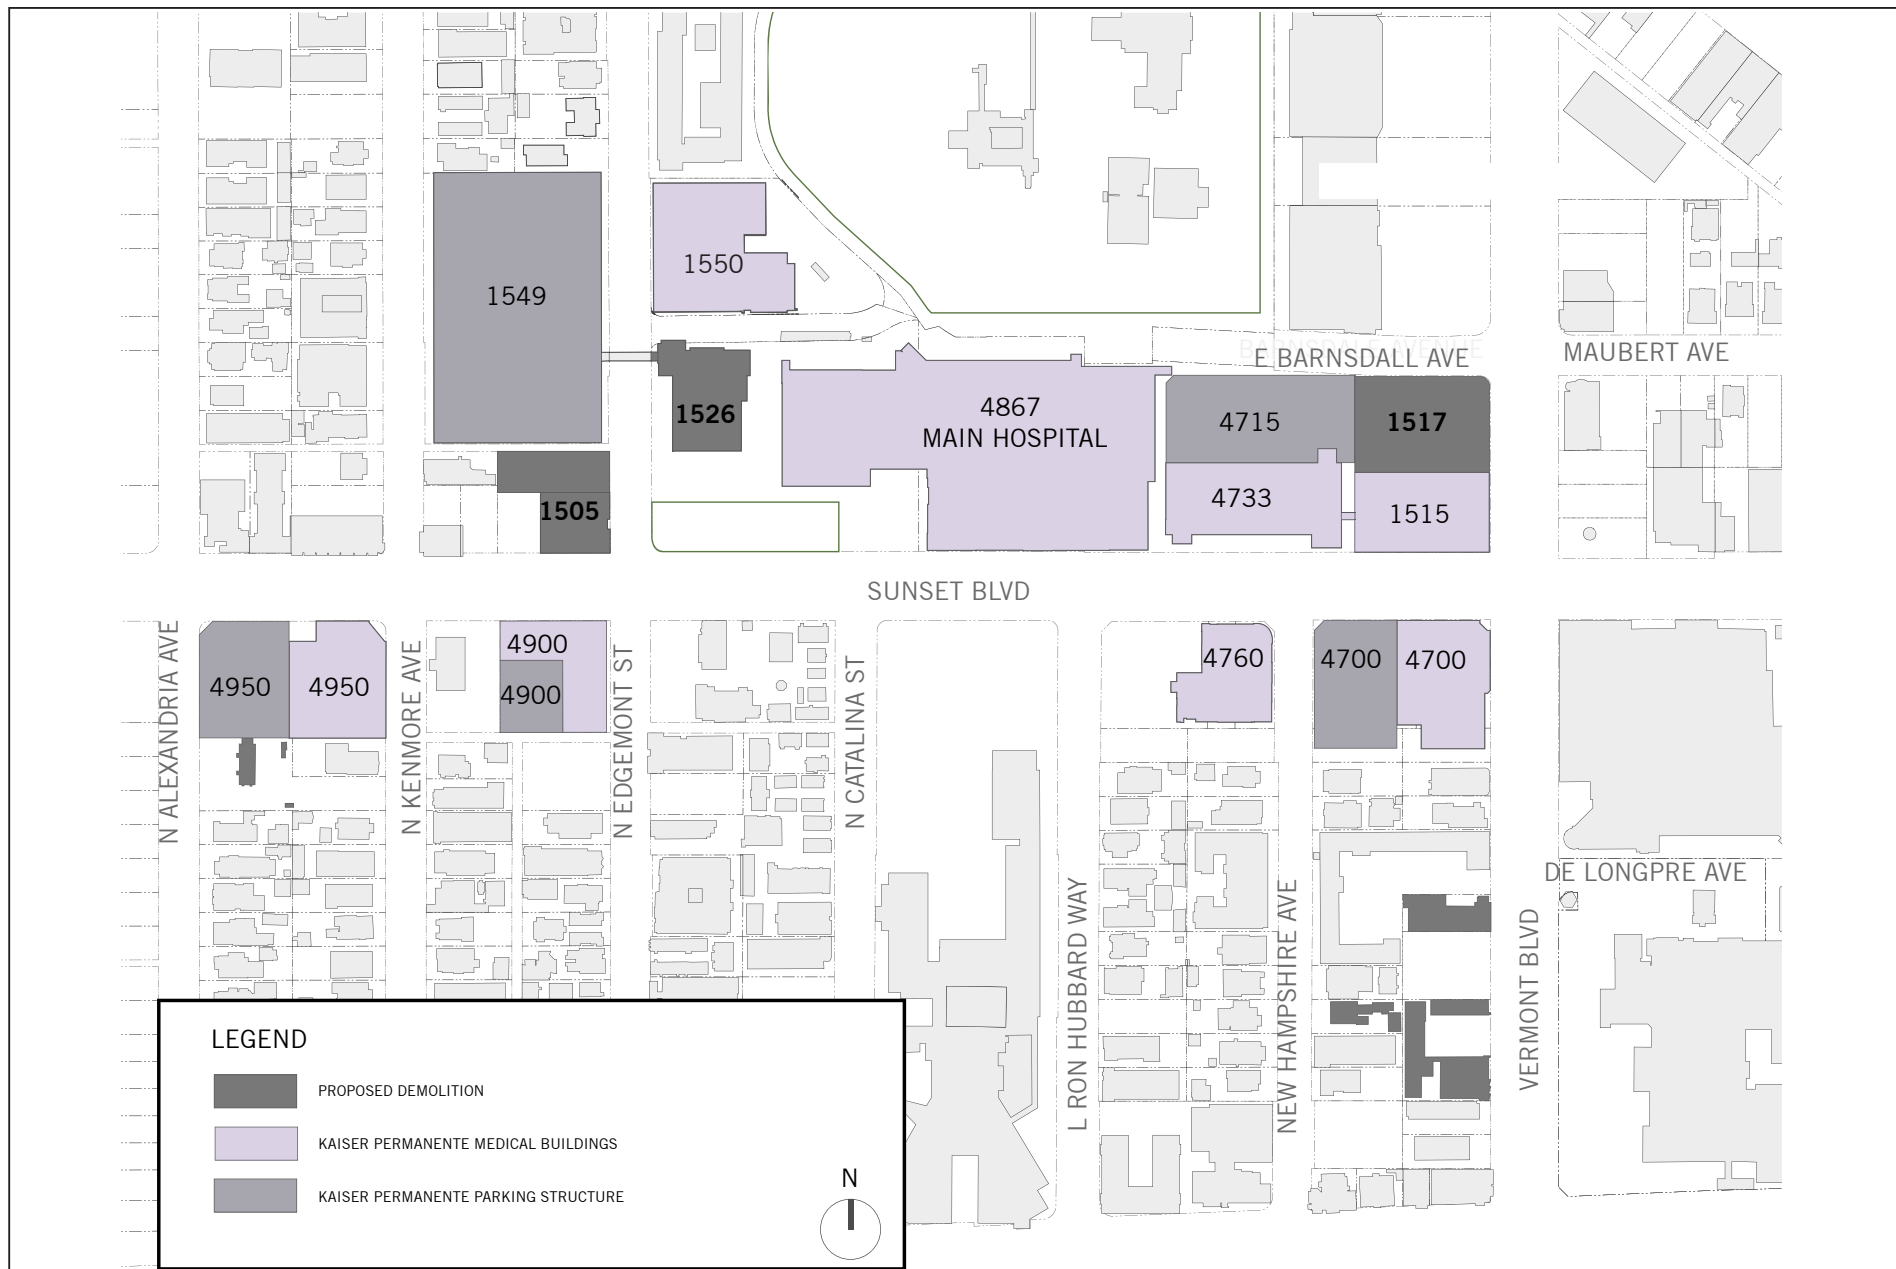 1550
1549
BARNSDALE AVENUE
E BARNSDALL AVE
MAUBERT AVE
1526
4867
MAIN HOSPITAL
4715
1517
1505
4733
1515
SUNSET BLVD
N ALEXANDRIA AVE
4950
4950
N KENMORE AVE
4900
4900
N EDGEMONT ST
N CATALINA ST
4760
4700
4700
DE LONGPRE AVE
L RON HUBBARD WAY
NEW HAMPSHIRE AVE
VERMONT BLVD
LEGEND
PROPOSED DEMOLITION
KAISER PERMANENTE MEDICAL BUILDINGS
KAISER PERMANENTE PARKING STRUCTURE
N